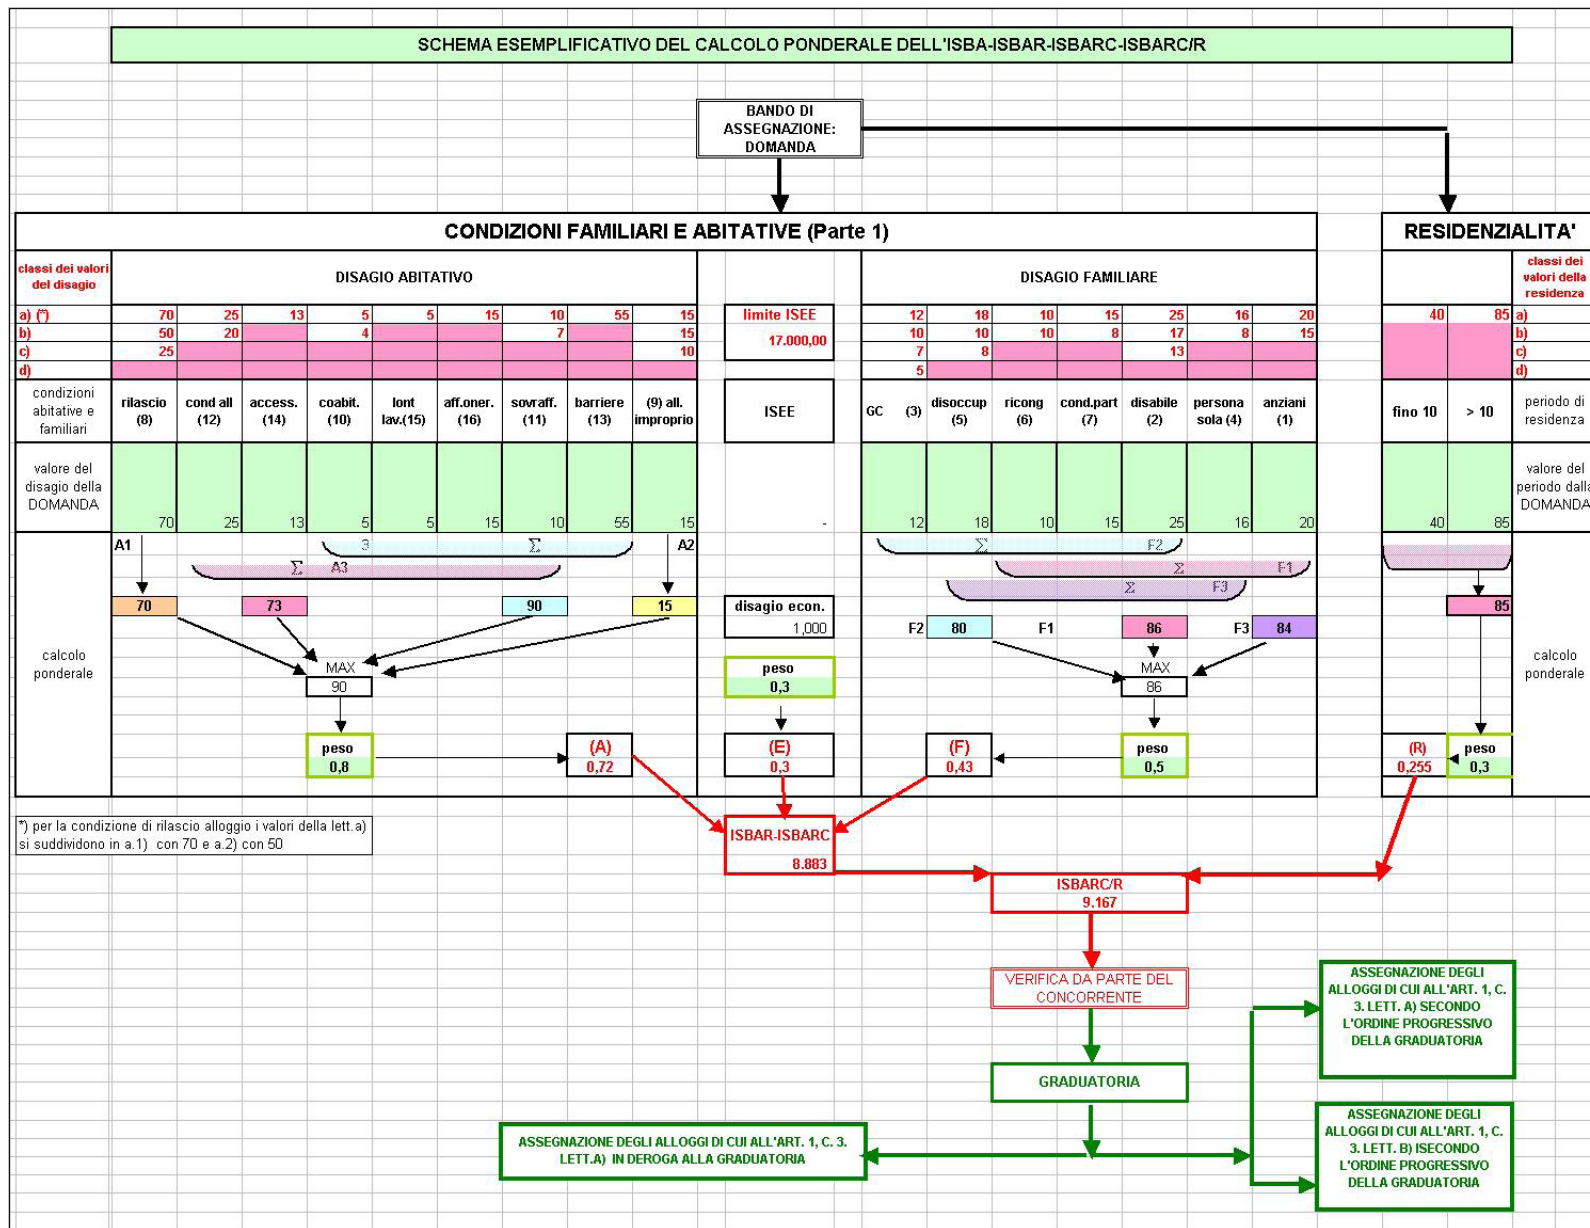 SCHEMA ESEMPLIFICATIVO DEL CALCOLO PONDERALE DELL'ISBA-ISBAR-ISBARC-ISBARC/R
BANDO DI
ASSEGNAZIONE:
DOMANDA
CONDIZIONI FAMILIARI E ABITATIVE (Parte 1)
RESIDENZIALITA'
classi dei valori
del disagio
DISAGIO ABITATIVO
DISAGIO FAMILIARE
classi dei
valori della
residenza
a) (*) 70 25 13 5 5 15 10 55 15
b) 50 20 4 7 15
c) 25 10
d)
limite ISEE
17.000,00
12 18 10 15 25 16 20
10 10 10 8 17 8 15
7 8 13
5
40 85 a)
b)
c)
d)
condizioni
abitative e
familiari
rilascio
(8)
cond all
(12)
access.
(14)
coabit.
(10)
lont
lav.(15)
aff.oner.
(16)
sovraff.
(11)
barriere
(13)
(9) all.
improprio
ISEE
GC (3)
disoccup
(5)
ricong
(6)
cond.part
(7)
disabile
(2)
persona
sola (4)
anziani
(1)
fino 10
> 10
periodo di
residenza
valore del
disagio della
DOMANDA
70 25 13 5 5 15 10 55 15
-
12 18 10 15 25 16 20
40 85
valore del
periodo dalla
DOMANDA
A1
3 Σ
A2
Σ A3
Σ F2
Σ F1
Σ F3
70 73 90 15
disagio econ.
1,000
F2 80 F1 86 F3 84
85
calcolo
ponderale
MAX
90
peso
0,3
MAX
86
calcolo
ponderale
peso
0,8
(A)
0,72
(E)
0,3
(F)
0,43
peso
0,5
(R)
0,255
peso
0,3
*) per la condizione di rilascio alloggio i valori della lett.a)
si suddividono in a.1) con 70 e a.2) con 50
ISBAR-ISBARC
8.883
ISBARC/R
9.167
VERIFICA DA PARTE DEL
CONCORRENTE
GRADUATORIA
ASSEGNAZIONE DEGLI
ALLOGGI DI CUI ALL'ART. 1, C.
3. LETT. A) SECONDO
L'ORDINE PROGRESSIVO
DELLA GRADUATORIA
ASSEGNAZIONE DEGLI ALLOGGI DI CUI ALL'ART. 1, C. 3.
LETT.A) IN DEROGA ALLA GRADUATORIA
ASSEGNAZIONE DEGLI
ALLOGGI DI CUI ALL'ART. 1, C.
3. LETT. B) ISECONDO
L'ORDINE PROGRESSIVO
DELLA GRADUATORIA